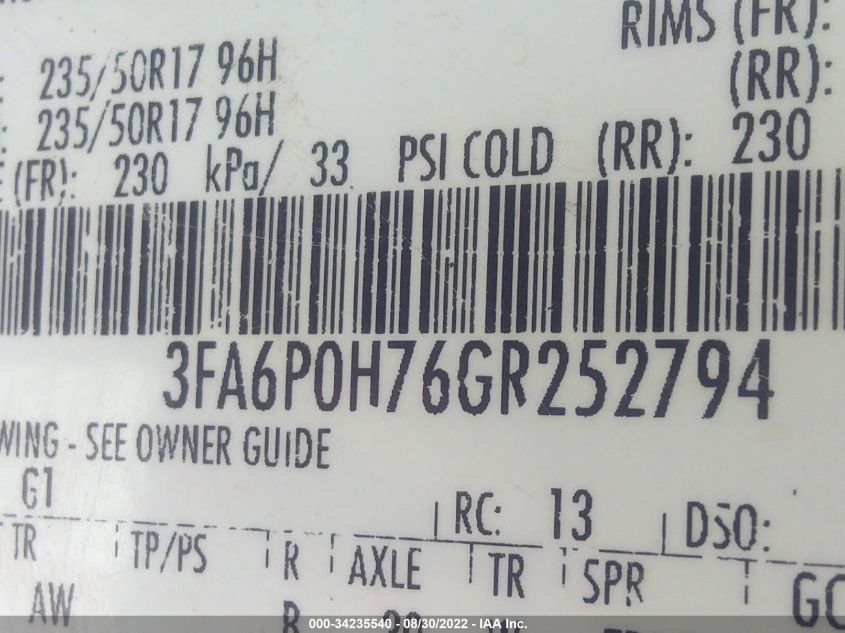 RIMS (FR):
: 235/50R17 96H (RR):
: 235/50R17 96H
(FR): 230 kPa/ 33 PSI COLD (RR): 230
3FA6P0H76GR252794
WING - SEE OWNER GUIDE
G1 RC: 13 DSO:
TR TP/PS R AXLE TR SPR
AW R
000-34235540 - 08/30/2022 - IAA Inc.